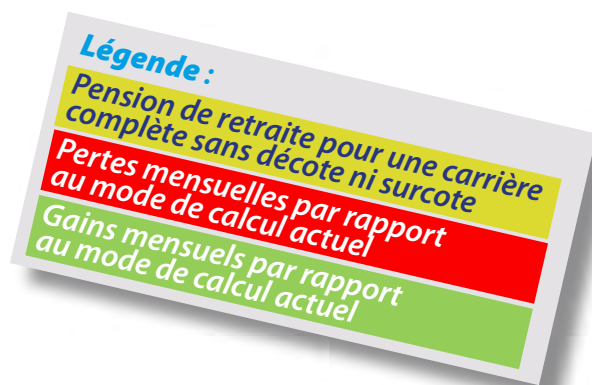 Légende :
Pension de retraite pour une carrière
complète sans décote ni surcote
Pertes mensuelles par rapport
au mode de calcul actuel
Gains mensuels par rapport
au mode de calcul actuel